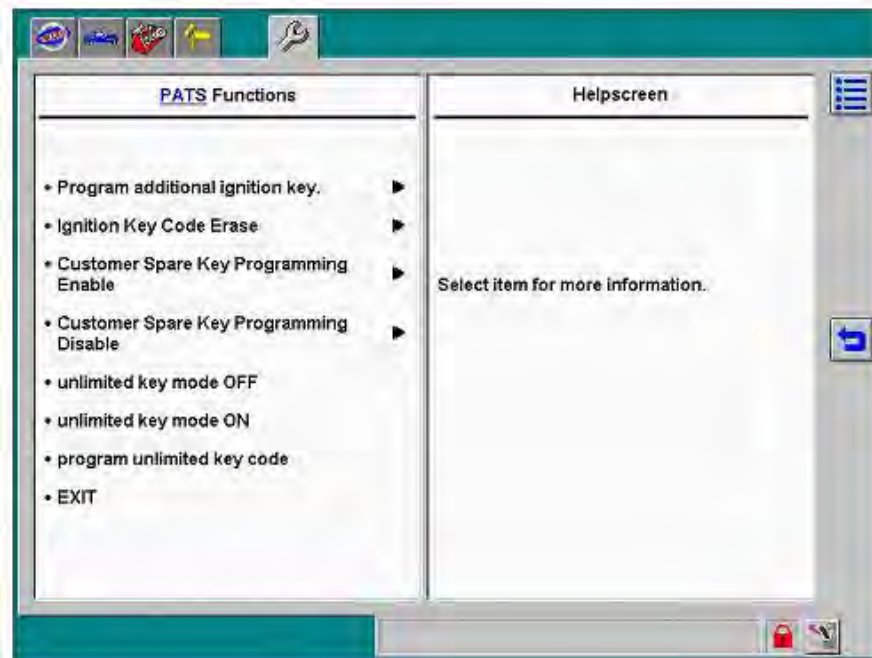 PATS Functions
Helpscreen
• Program additional ignition key.
• Ignition Key Code Erase
• Customer Spare Key Programming
Enable
• Customer Spare Key Programming
Disable
• unlimited key mode OFF
• unlimited key mode ON
• program unlimited key code
• EXIT
Select item for more information.